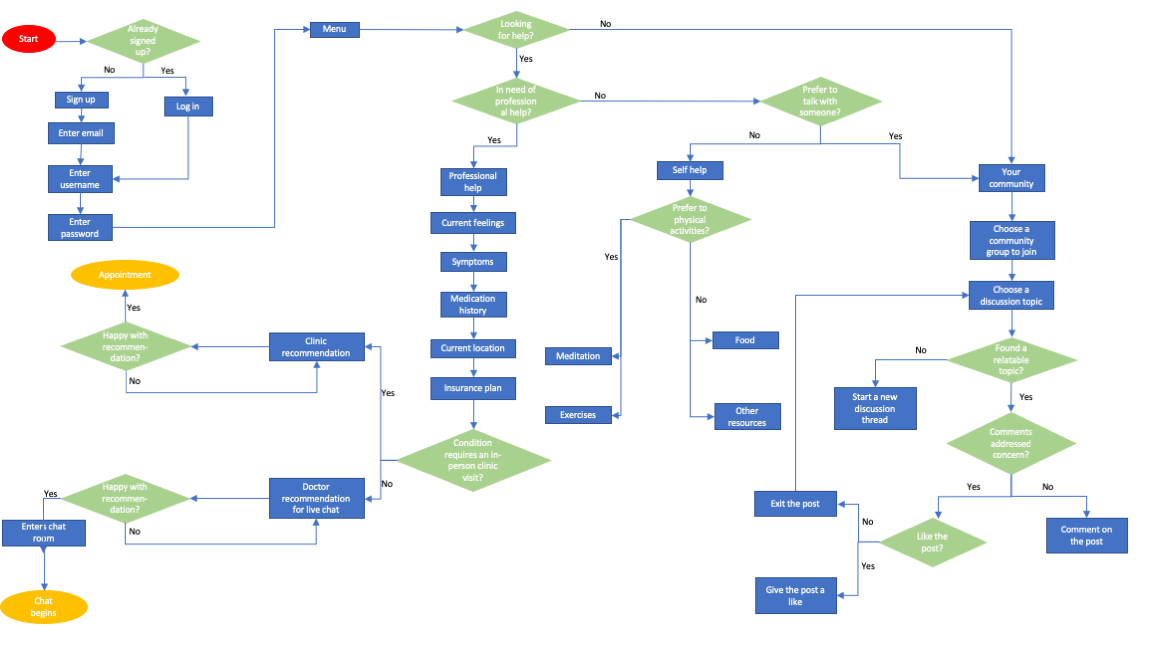 Start
Already
signed
up?
No
Yes
Sign up
Log in
Enter email
Enter
username
Enter
password
Menu
Looking
for help?
No
Yes
In need of
profession
al help?
No
Yes
Prefer to
talk with
someone?
No
Yes
Professional
help
Current feelings
Symptoms
Medication
history
Current location
Insurance plan
Condition
requires an in-
person clinic
visit?
Yes
No
Clinic
recommendation
Happy with
recommen-
dation?
Yes
No
Appointment
Doctor
recommendation
for live chat
Happy with
recommen-
dation?
Yes
No
Enters chat
room
Chat
begins
Self help
Prefer to
physical
activities?
Yes
No
Meditation
Exercises
Food
Other
resources
Your
community
Choose a
community
group to join
Choose a
discussion topic
Found a
relatable
topic?
No
Yes
Start a new
discussion
thread
Comments
addressed
concern?
Yes
No
Comment on
the post
Like the
post?
No
Yes
Exit the post
Give the post a
like